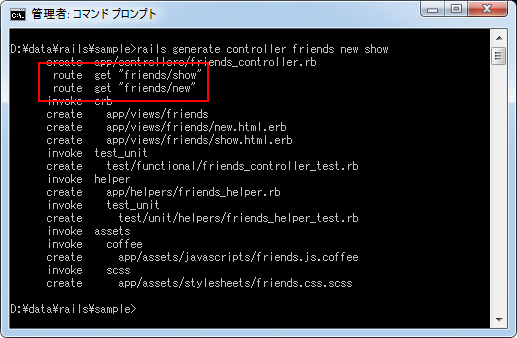 管理者: コマンド プロンプト
D:¥data¥rails¥sample>rails generate controller friends new show
create app/controllers/friends_controller.rb
route get "friends/show"
route get "friends/new"
invoke erb
create app/views/friends
create app/views/friends/new.html.erb
create app/views/friends/show.html.erb
invoke test_unit
create test/functional/friends_controller_test.rb
invoke helper
create app/helpers/friends_helper.rb
invoke test_unit
create test/unit/helpers/friends_helper_test.rb
invoke assets
invoke coffee
create app/assets/javascripts/friends.js.coffee
invoke scss
create app/assets/stylesheets/friends.css.scss
D:¥data¥rails¥sample>